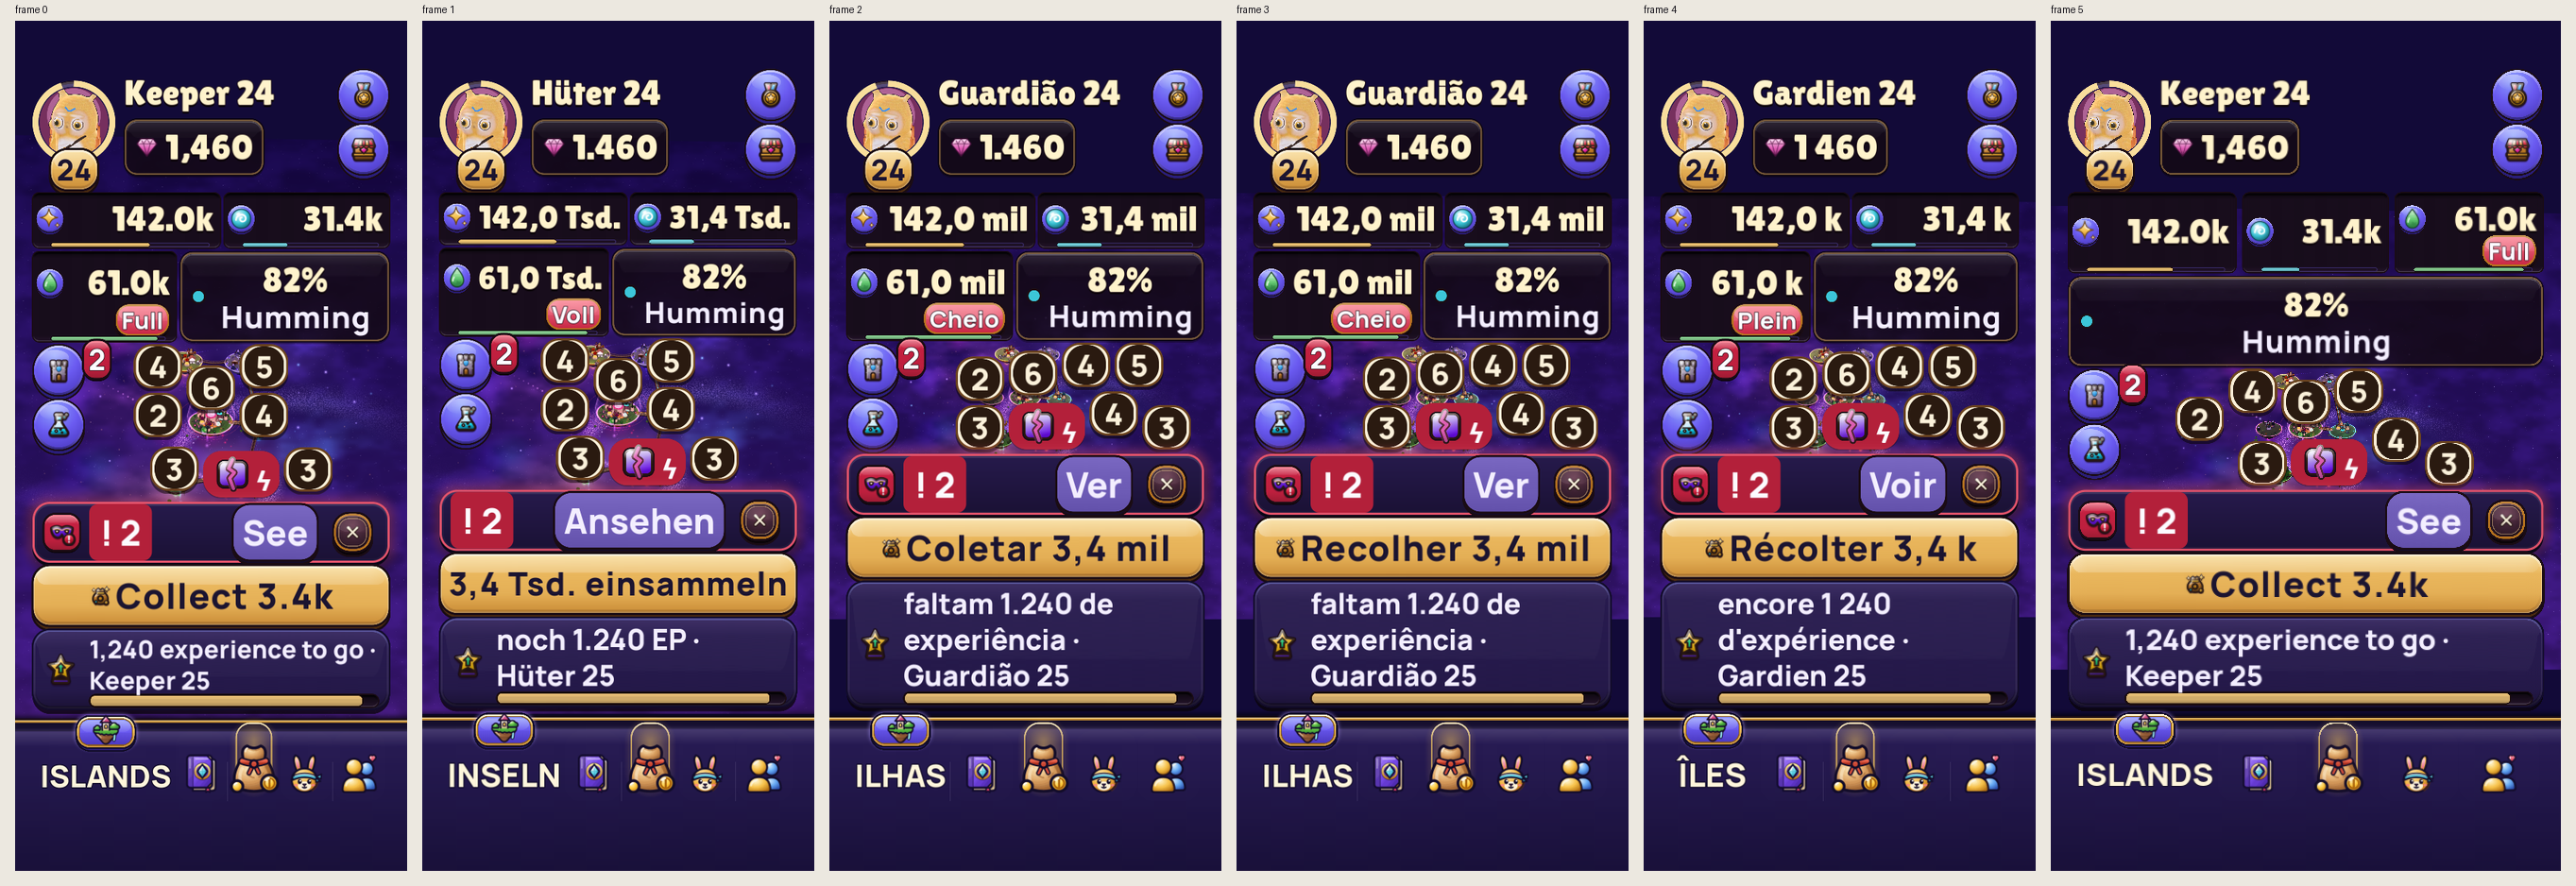 frame 0
Keeper 24
1,460
24
142.0k
31.4k
61.0k
Full
82%
Humming
2
4
5
6
2
4
3
3
! 2
See
Collect 3.4k
1,240 experience to go ·
Keeper 25
ISLANDS
frame 1
Hüter 24
1.460
24
142,0 Tsd.
31,4 Tsd.
61,0 Tsd.
Voll
82%
Humming
2
4
5
6
2
4
3
3
! 2
Ansehen
3,4 Tsd. einsammeln
noch 1.240 EP ·
Hüter 25
INSELN
frame 2
Guardião 24
1.460
24
142,0 mil
31,4 mil
61,0 mil
Cheio
82%
Humming
2
2
6
4
5
3
4
3
! 2
Ver
Coletar 3,4 mil
faltam 1.240 de
experiência ·
Guardião 25
ILHAS
frame 3
Guardião 24
1.460
24
142,0 mil
31,4 mil
61,0 mil
Cheio
82%
Humming
2
2
6
4
5
3
4
3
! 2
Ver
Recolher 3,4 mil
faltam 1.240 de
experiência ·
Guardião 25
ILHAS
frame 4
Gardien 24
1 460
24
142,0 k
31,4 k
61,0 k
Plein
82%
Humming
2
2
6
4
5
3
4
3
! 2
Voir
Récolter 3,4 k
encore 1 240
d'expérience ·
Gardien 25
ÎLES
frame 5
Keeper 24
1,460
24
142.0k
31.4k
61.0k
Full
82%
Humming
2
4
5
6
2
4
3
3
! 2
See
Collect 3.4k
1,240 experience to go ·
Keeper 25
ISLANDS